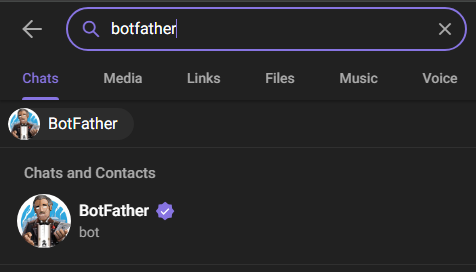 botfather
Chats Media Links Files Music Voice
BotFather
Chats and Contacts
BotFather
bot